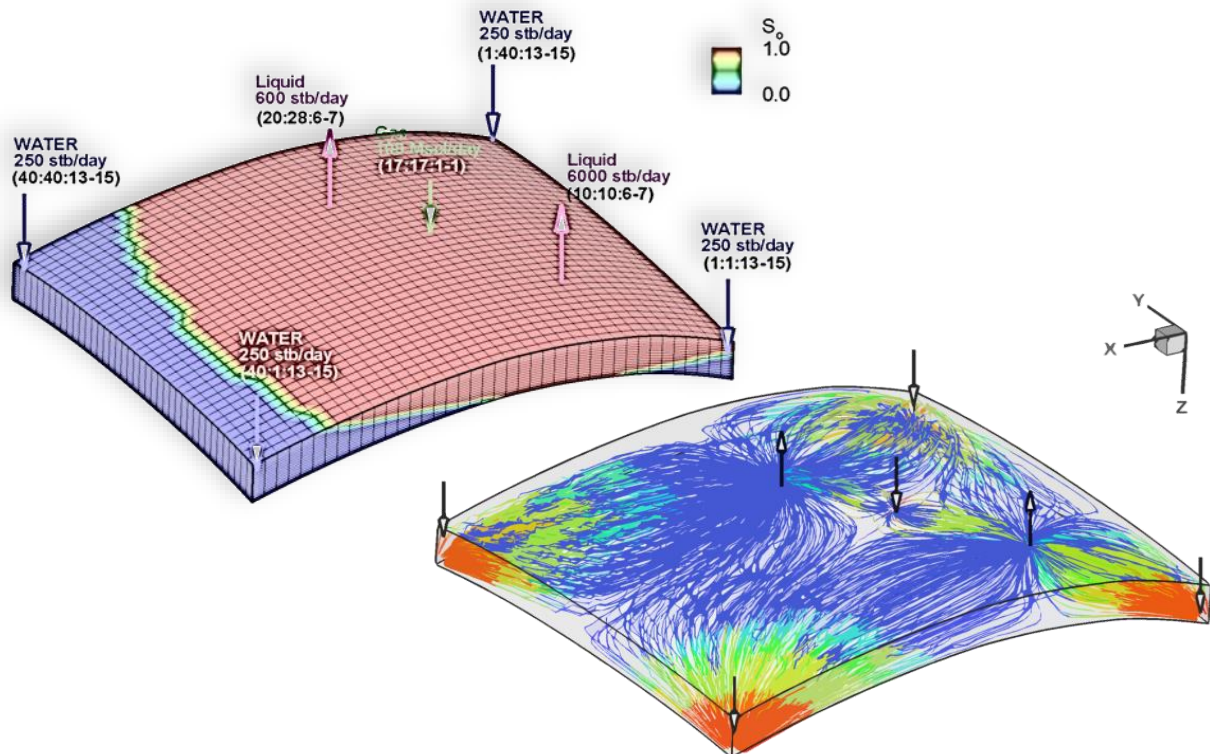 WATER
250 stb/day
(1:40:13-15)
S₀
1.0
0.0
Liquid
600 stb/day
(20:28:6-7)
Gas
(17:17:1-1)
WATER
250 stb/day
(40:40:13-15)
Liquid
6000 stb/day
(10:10:6-7)
WATER
250 stb/day
(1:1:13-15)
WATER
250 stb/day
(40:1:13-15)
Y
X
Z